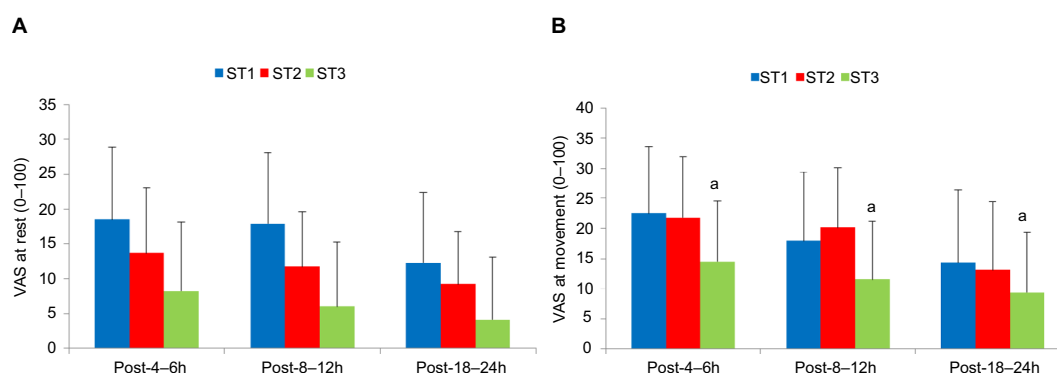 A
ST1 ST2 ST3
VAS at rest (0–100)
35
30
25
20
15
10
5
0
Post-4–6h Post-8–12h Post-18–24h
B
ST1 ST2 ST3
VAS at movement (0–100)
40
35
30
25
20
15
10
5
0
a
a
a
Post-4–6h Post-8–12h Post-18–24h